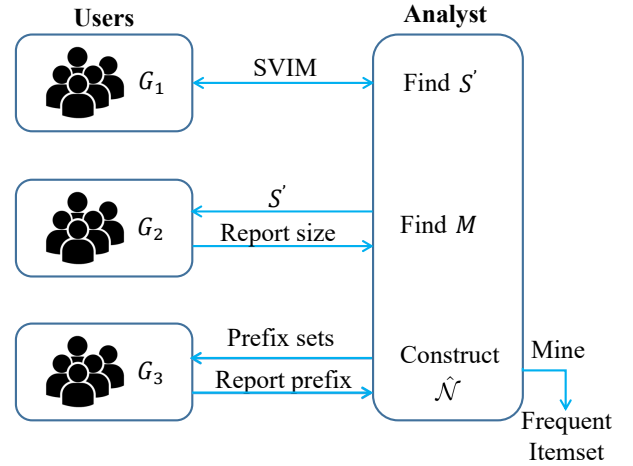 Users
Analyst
G₁
SVIM
Find S′
G₂
S′
Report size
Find M
G₃
Prefix sets
Report prefix
Construct
𝒩̂
Mine
Frequent
Itemset